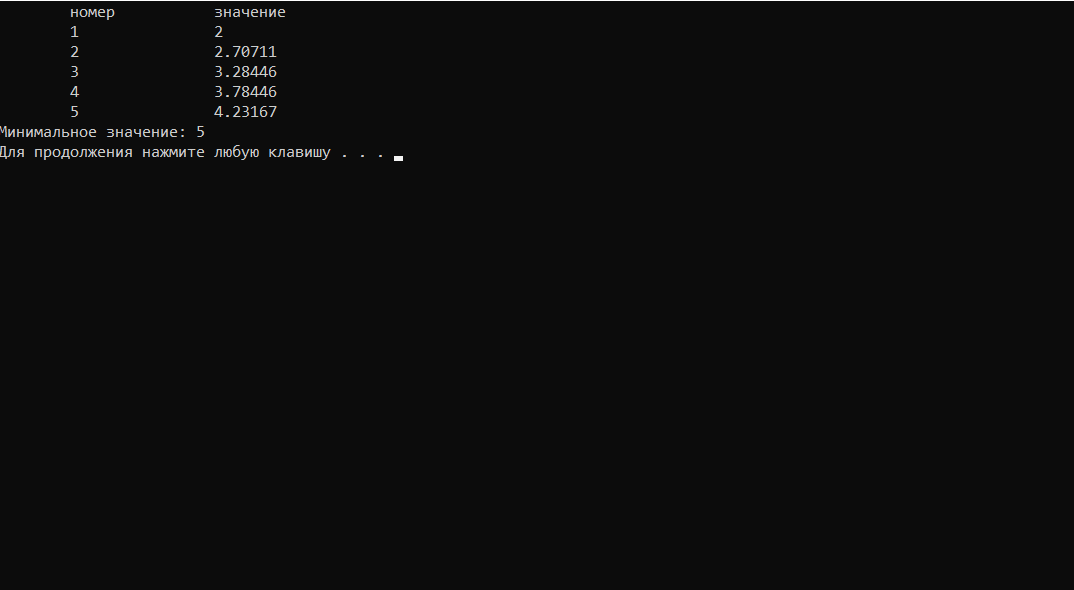 номер значение
1 2
2 2.70711
3 3.28446
4 3.78446
5 4.23167
Минимальное значение: 5
Для продолжения нажмите любую клавишу . . .